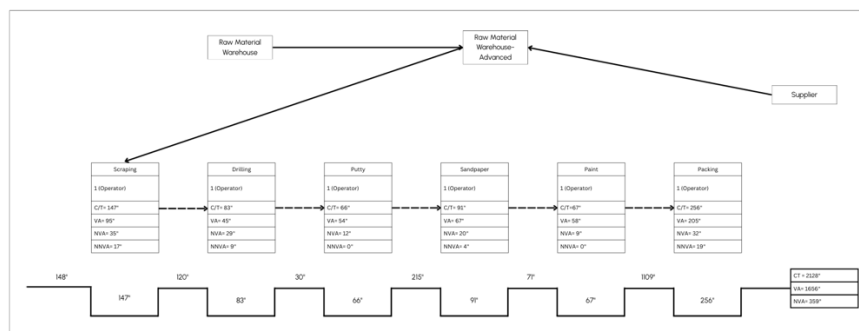 Raw Material
Warehouse
Raw Material
Warehouse-
Advanced
Supplier
Scraping
1 (Operator)
C/T= 147"
VA= 95"
NVA= 35"
NNVA= 17"
Drilling
1 (Operator)
C/T= 83"
VA= 45"
NVA= 29"
NNVA= 9"
Putty
1 (Operator)
C/T= 66"
VA= 54"
NVA= 12"
NNVA= 0"
Sandpaper
1 (Operator)
C/T= 91"
VA= 67"
NVA= 20"
NNVA= 4"
Paint
1 (Operator)
C/T=67"
VA= 58"
NVA= 9"
NNVA= 0"
Packing
1 (Operator)
C/T= 256"
VA= 205"
NVA= 32"
NNVA= 19"
148"
120"
30"
215"
71"
1109"
147"
83"
66"
91"
67"
256"
CT = 2128"
VA= 1656"
NVA= 359"